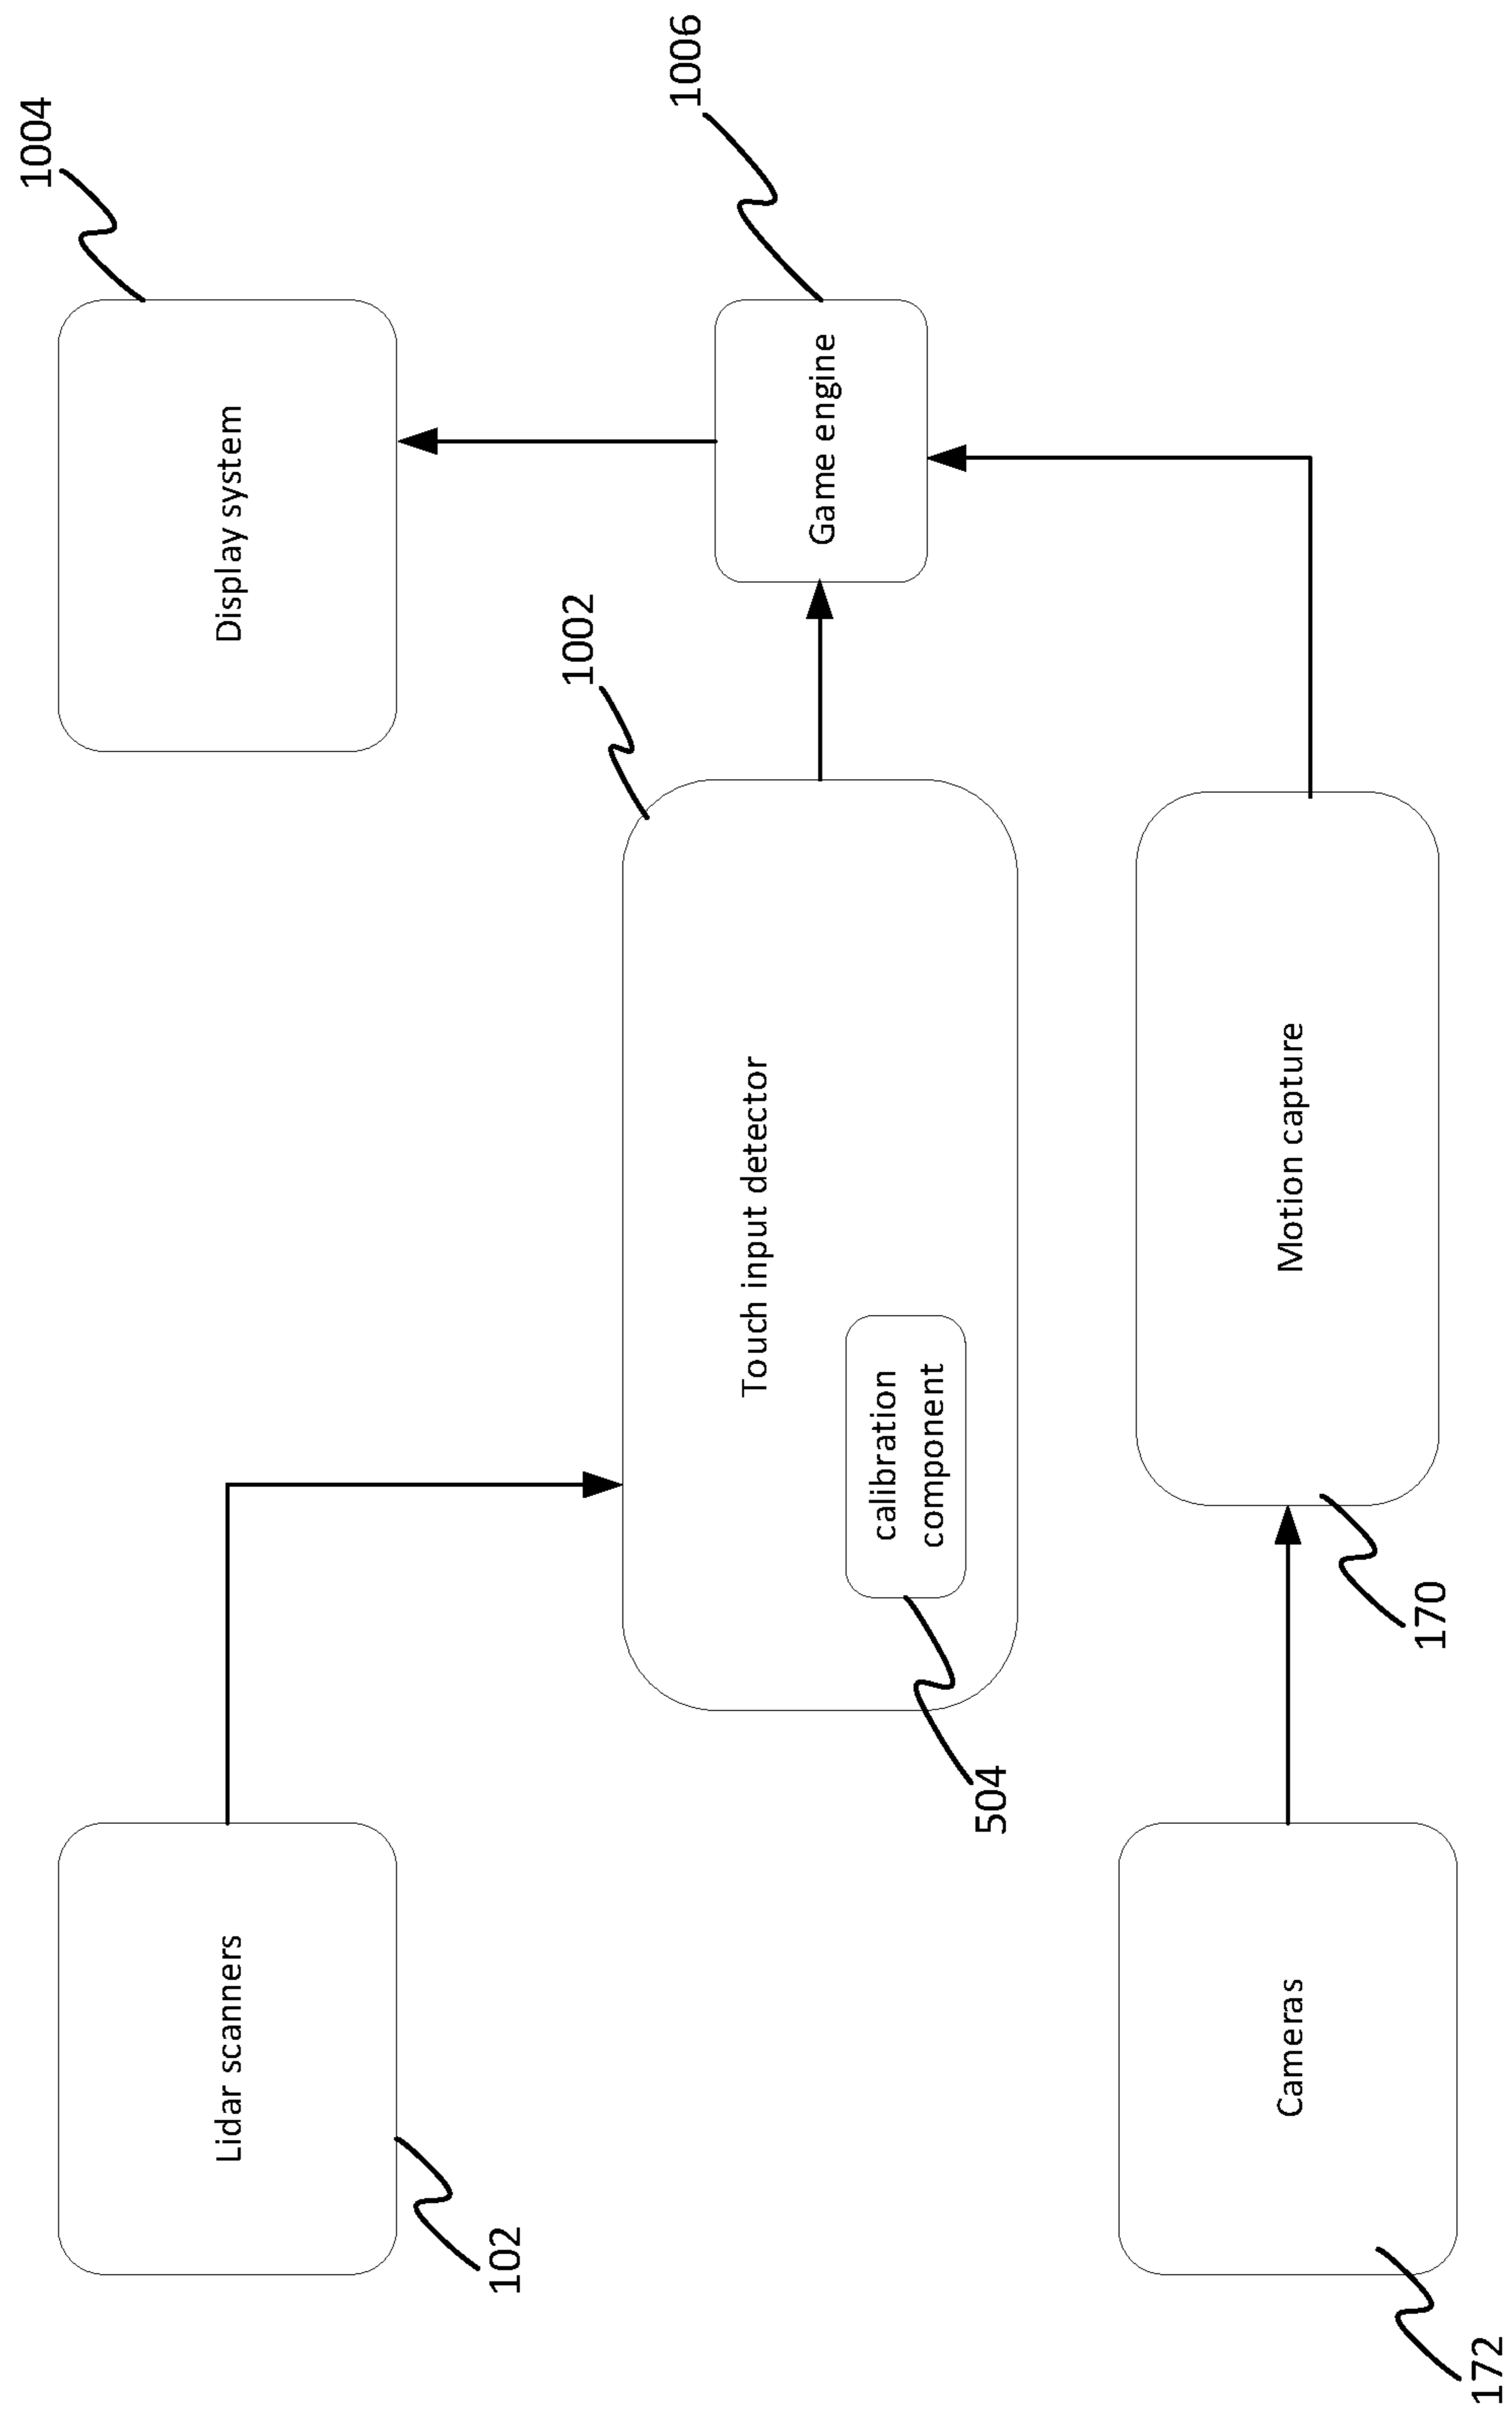 Lidar scanners
102
Display system
1004
Touch input detector
1002
calibration
component
504
Game engine
1006
Cameras
172
Motion capture
170